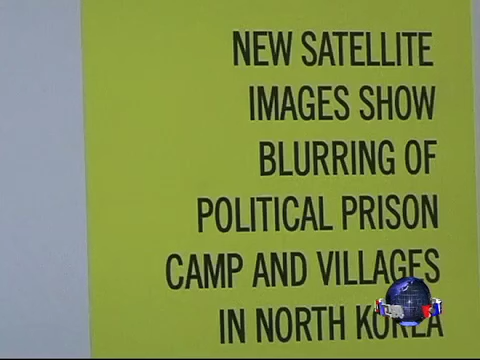 NEW SATELLITE
IMAGES SHOW
BLURRING OF
POLITICAL PRISON
CAMP AND VILLAGES
IN NORTH KOREA